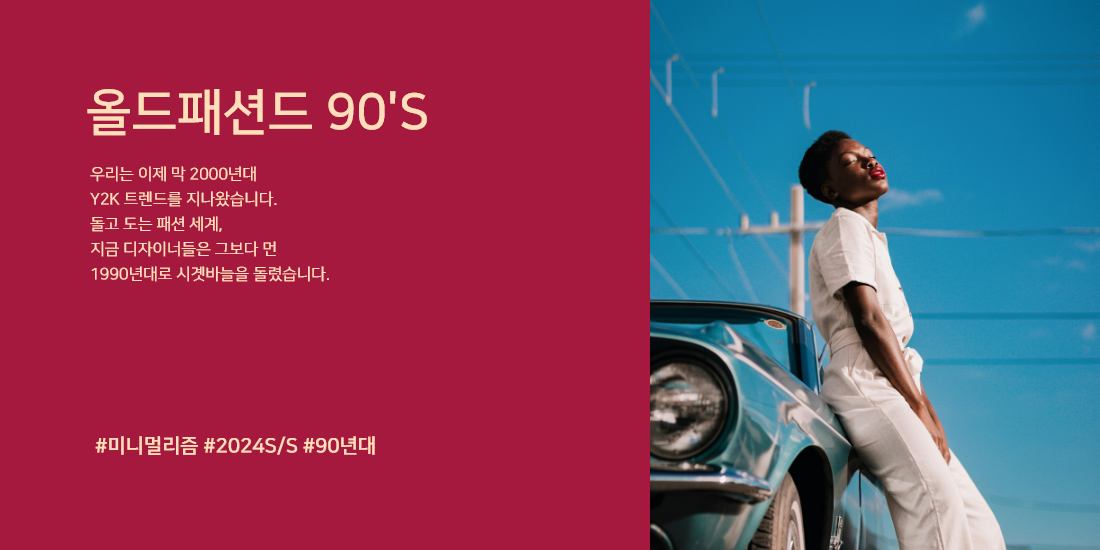 올드패션드 90'S
우리는 이제 막 2000년대
Y2K 트렌드를 지나왔습니다.
돌고 도는 패션 세계,
지금 디자이너들은 그보다 먼
1990년대로 시곗바늘을 돌렸습니다.
#미니멀리즘 #2024S/S #90년대